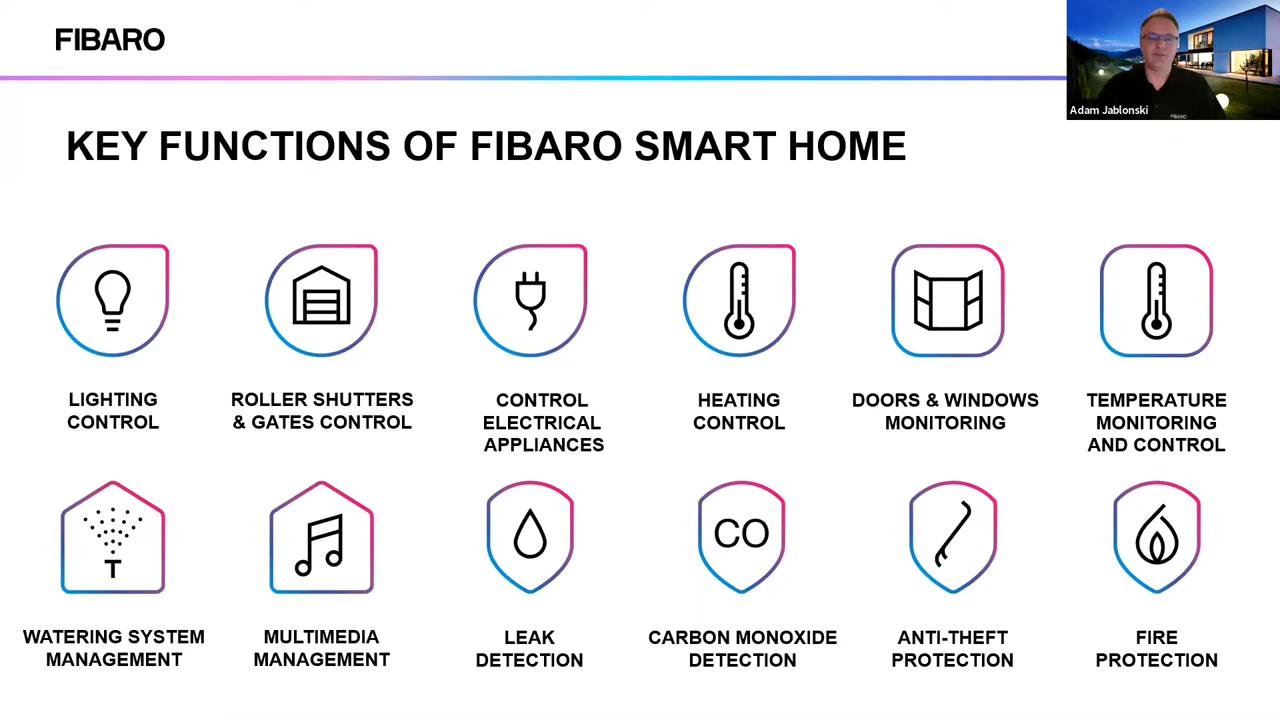 FIBARO
Adam Jablonski
FIBARO
KEY FUNCTIONS OF FIBARO SMART HOME
LIGHTING
CONTROL
ROLLER SHUTTERS
& GATES CONTROL
CONTROL
ELECTRICAL
APPLIANCES
HEATING
CONTROL
DOORS & WINDOWS
MONITORING
TEMPERATURE
MONITORING
AND CONTROL
T
CO
WATERING SYSTEM
MANAGEMENT
MULTIMEDIA
MANAGEMENT
LEAK
DETECTION
CARBON MONOXIDE
DETECTION
ANTI-THEFT
PROTECTION
FIRE
PROTECTION